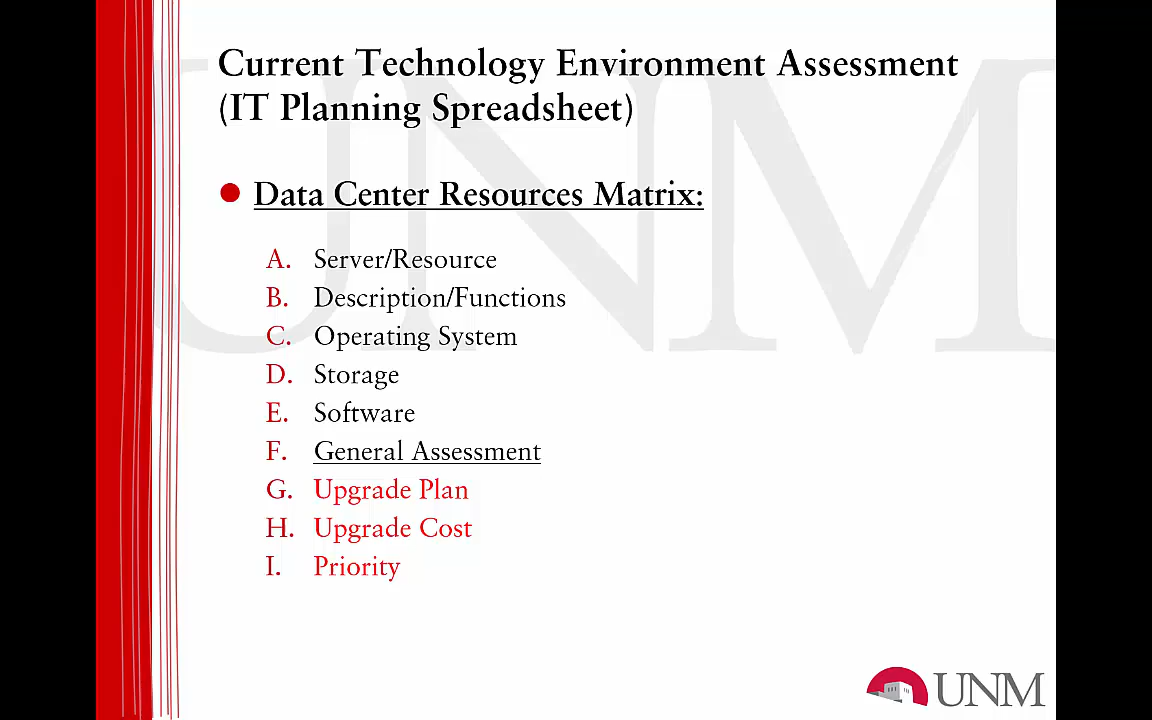 Current Technology Environment Assessment
(IT Planning Spreadsheet)
Data Center Resources Matrix:
A. Server/Resource
B. Description/Functions
C. Operating System
D. Storage
E. Software
F. General Assessment
G. Upgrade Plan
H. Upgrade Cost
I. Priority
UNM
UNM